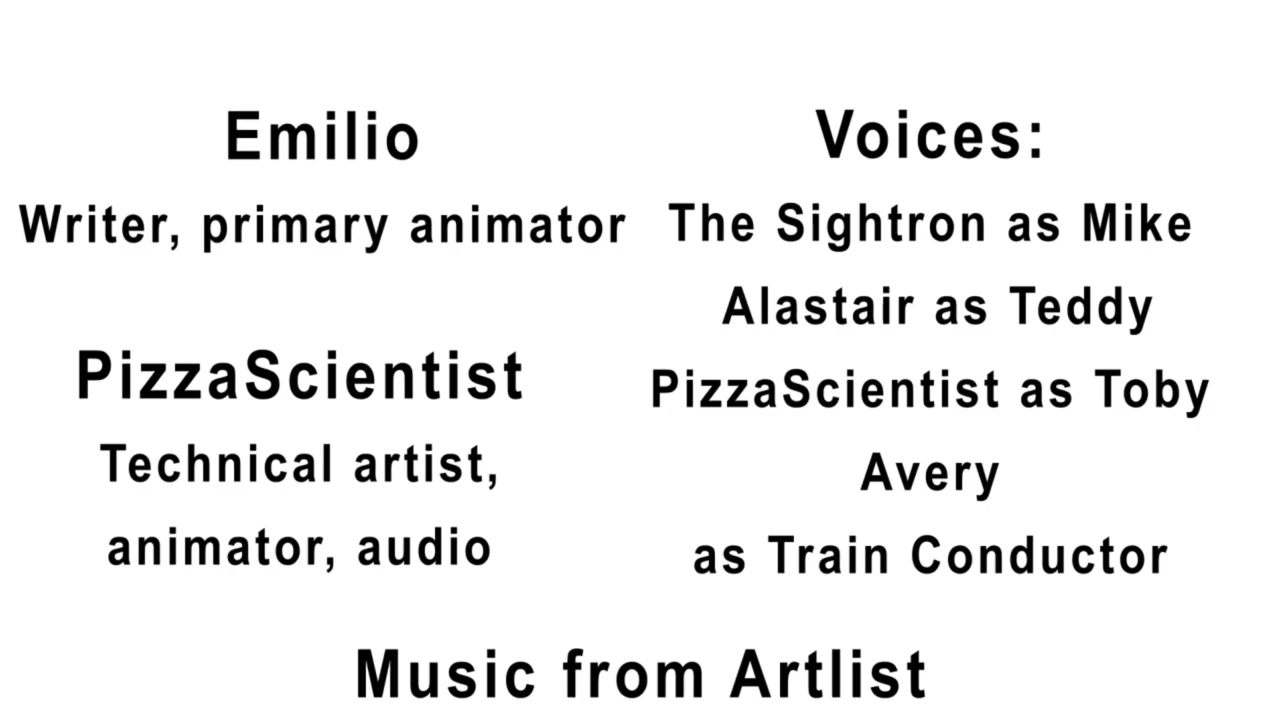 Emilio
Writer, primary animator
PizzaScientist
Technical artist,
animator, audio
Voices:
The Sightron as Mike
Alastair as Teddy
PizzaScientist as Toby
Avery
as Train Conductor
Music from Artlist